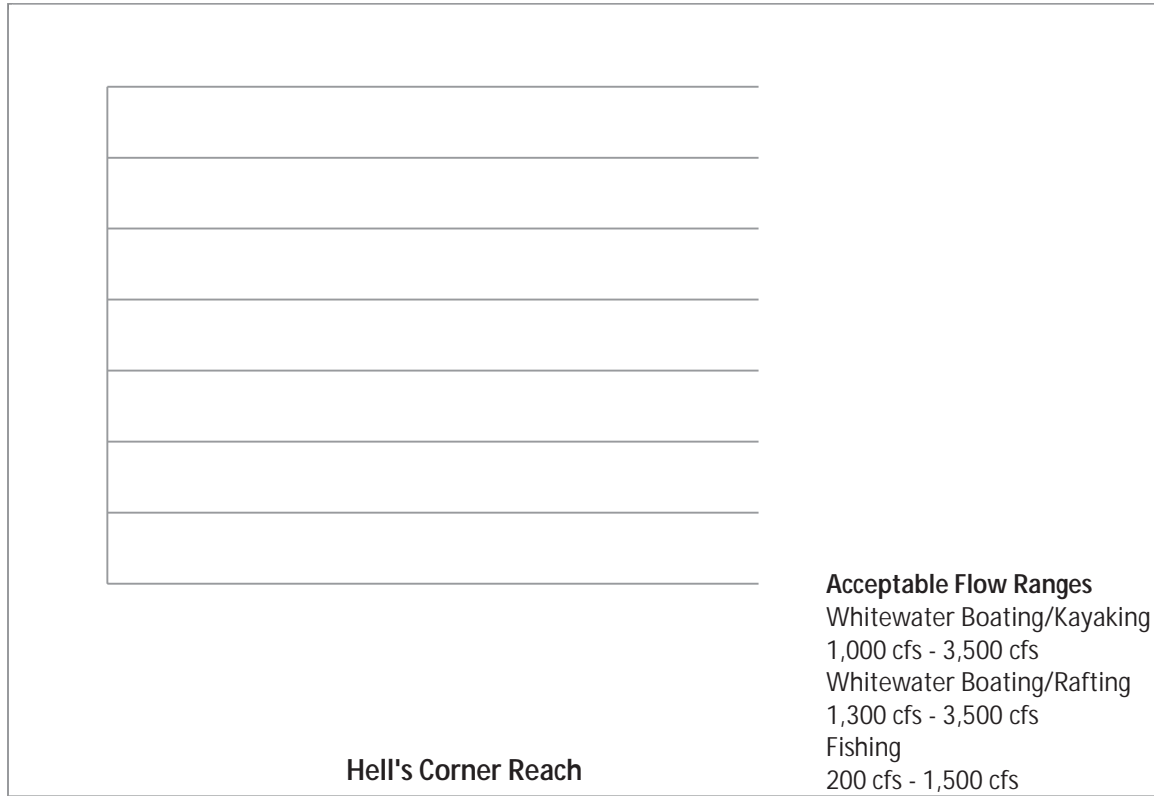 Acceptable Flow Ranges
Whitewater Boating/Kayaking
1,000 cfs - 3,500 cfs
Whitewater Boating/Rafting
1,300 cfs - 3,500 cfs
Fishing
200 cfs - 1,500 cfs
Hell's Corner Reach